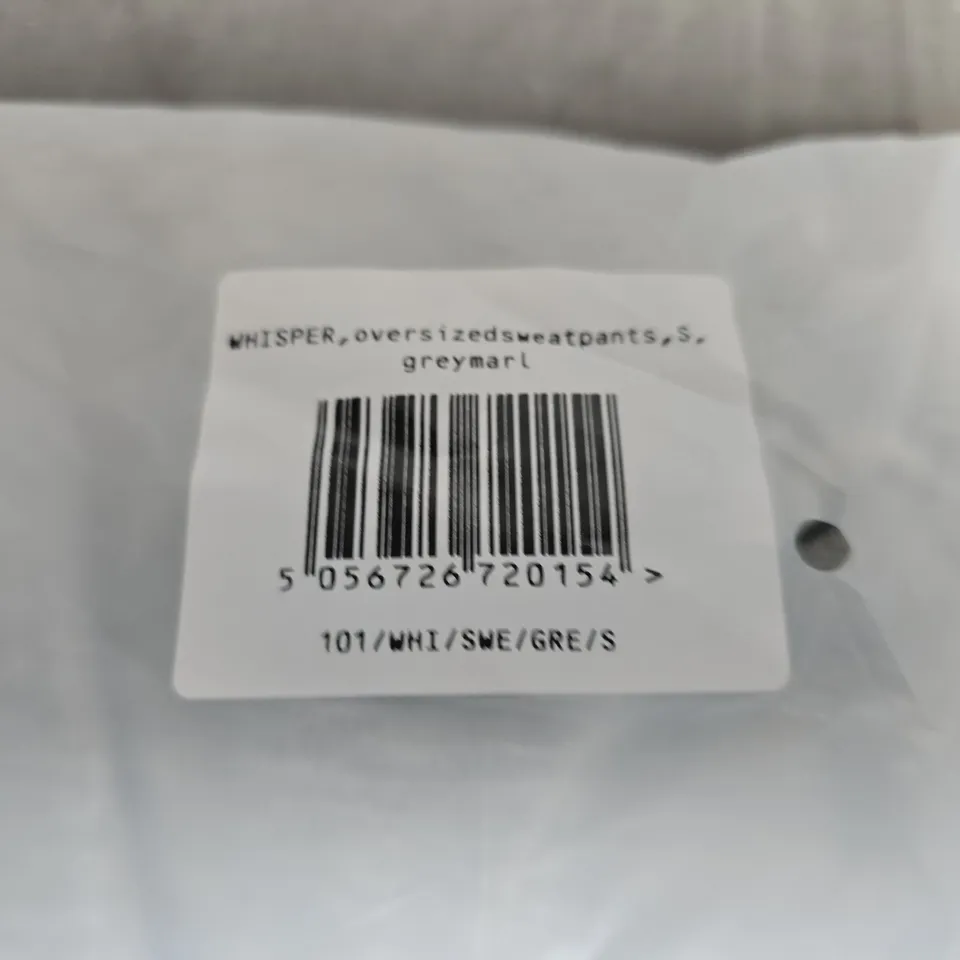 WHISPER,oversizedsweatpants,S,
greymarl
5 056726 720154 >
101/WHI/SWE/GRE/S